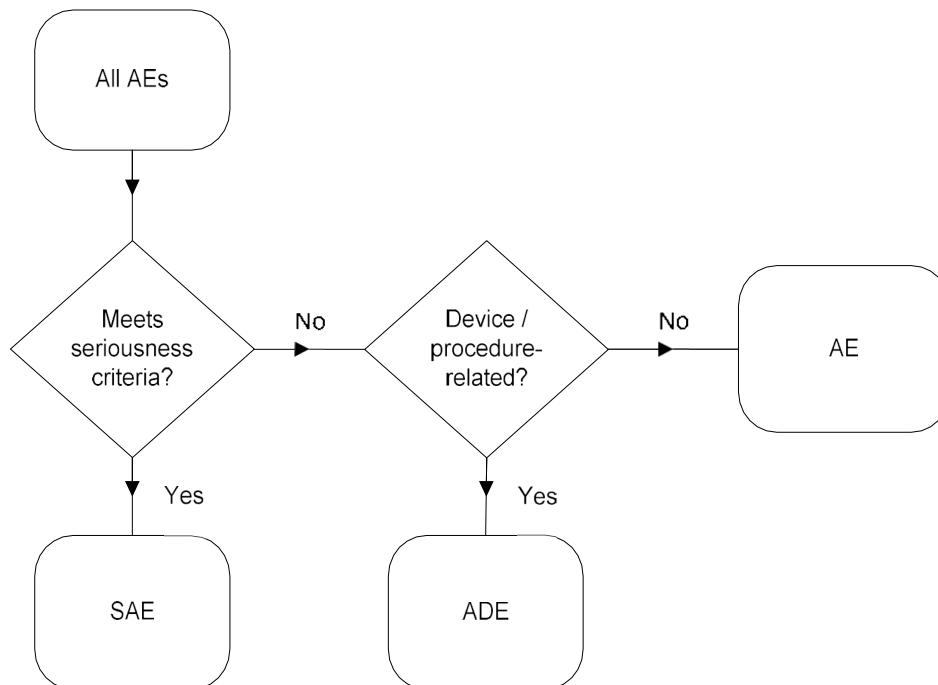 All AEs
Meets
seriousness
criteria?
No
Device /
procedure-
related?
No
AE
Yes
Yes
SAE
ADE